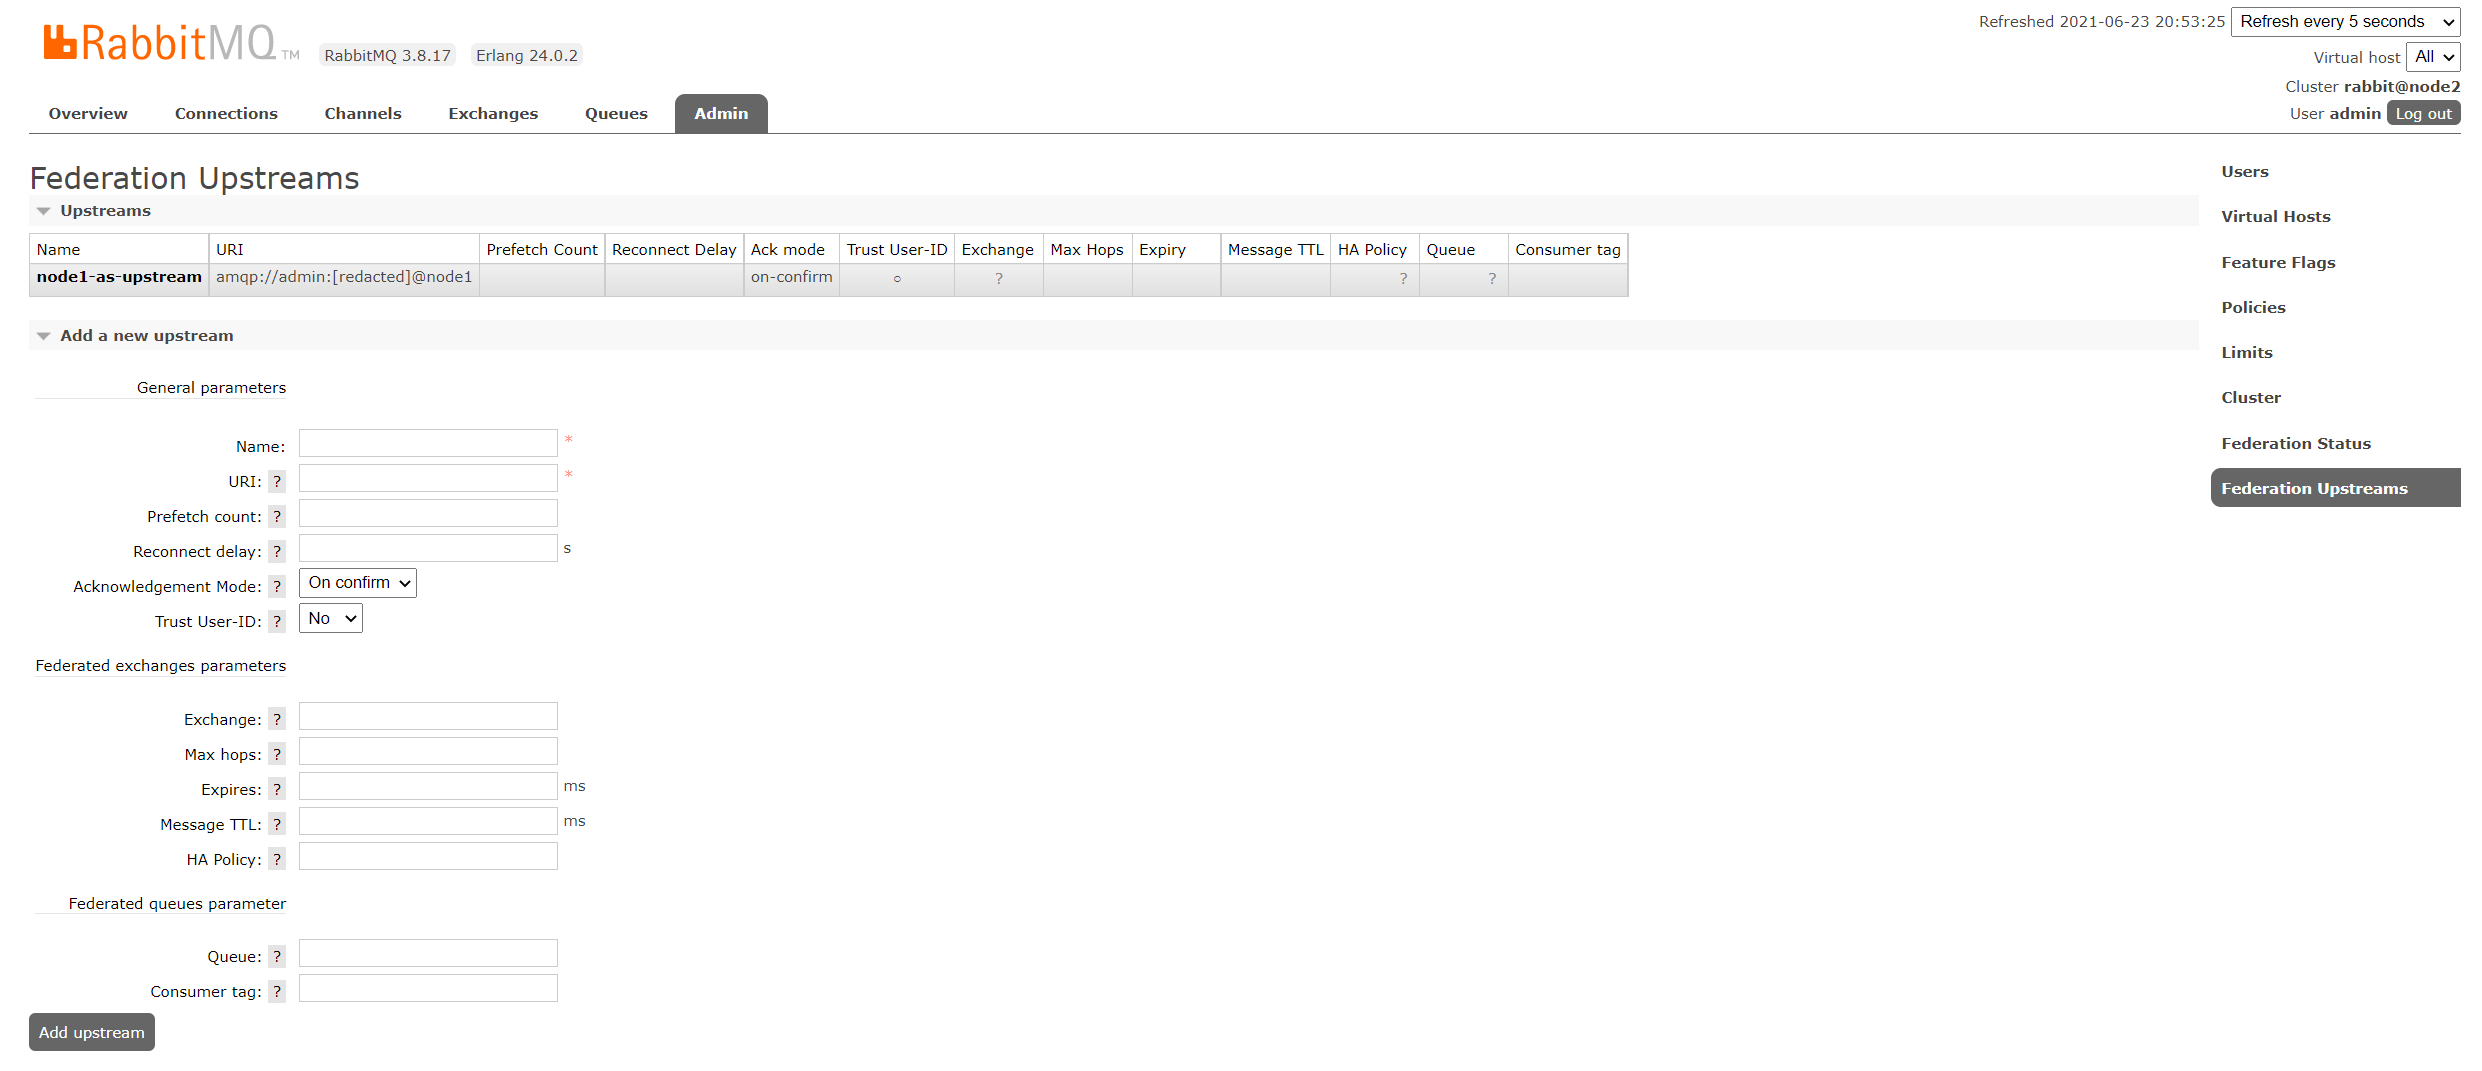 RabbitMQ TM RabbitMQ 3.8.17 Erlang 24.0.2
Refreshed 2021-06-23 20:53:25 Refresh every 5 seconds
Virtual host All
Cluster rabbit@node2
User admin Log out
Overview Connections Channels Exchanges Queues Admin
Federation Upstreams
Upstreams
Name URI Prefetch Count Reconnect Delay Ack mode Trust User-ID Exchange Max Hops Expiry Message TTL HA Policy Queue Consumer tag
node1-as-upstream amqp://admin:[redacted]@node1 on-confirm ○ ? ? ?
Add a new upstream
General parameters
Name: *
URI: ? *
Prefetch count: ?
Reconnect delay: ? s
Acknowledgement Mode: ? On confirm
Trust User-ID: ? No
Federated exchanges parameters
Exchange: ?
Max hops: ?
Expires: ? ms
Message TTL: ? ms
HA Policy: ?
Federated queues parameter
Queue: ?
Consumer tag: ?
Add upstream
Users
Virtual Hosts
Feature Flags
Policies
Limits
Cluster
Federation Status
Federation Upstreams